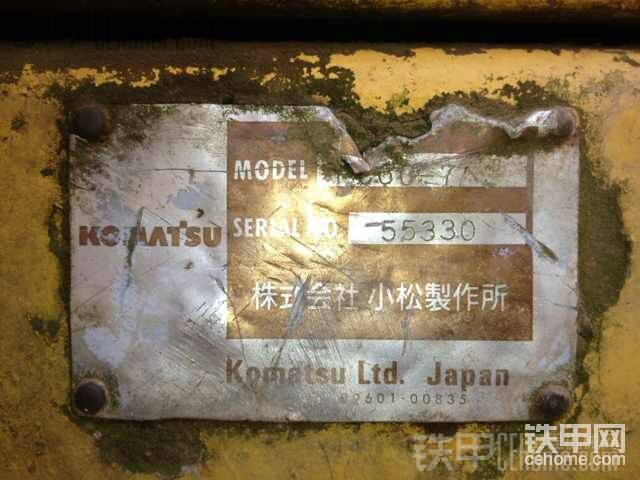 MODEL
KOMATSU
SERIAL NO. 55330
株式会社 小松製作所
Komatsu Ltd. Japan
09601-00835
铁甲网
cehome.com